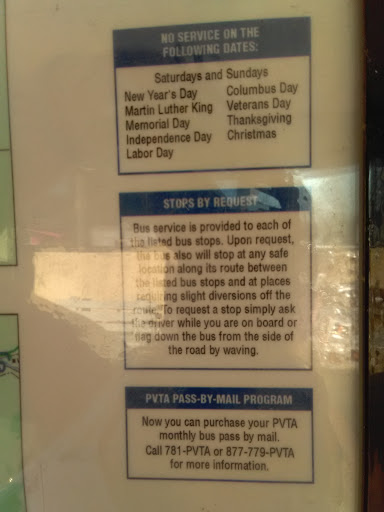 NO SERVICE ON THE
FOLLOWING DATES:
Saturdays and Sundays
New Year's Day
Martin Luther King
Memorial Day
Independence Day
Labor Day
Columbus Day
Veterans Day
Thanksgiving
Christmas
STOPS BY REQUEST
Bus service is provided to each of
the listed bus stops. Upon request,
the bus also will stop at any safe
location along its route between
the listed bus stops and at places
requiring slight diversions off the
route. To request a stop simply ask
the driver while you are on board or
flag down the bus from the side of
the road by waving.
PVTA PASS-BY-MAIL PROGRAM
Now you can purchase your PVTA
monthly bus pass by mail.
Call 781-PVTA or 877-779-PVTA
for more information.